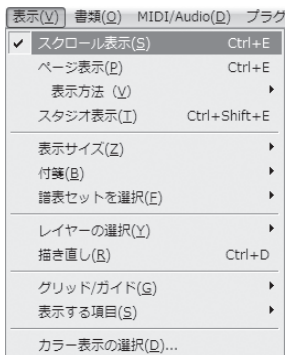 表示(V) 書類(O) MIDI/Audio(D) プラグ
✓ スクロール表示(S) Ctrl+E
ページ表示(P) Ctrl+E
表示方法 (V)
スタジオ表示(T) Ctrl+Shift+E
表示サイズ(Z)
付箋(B)
譜表セットを選択(F)
レイヤーの選択(Y)
描き直し(R) Ctrl+D
グリッド/ガイド(G)
表示する項目(S)
カラー表示の選択(D)...